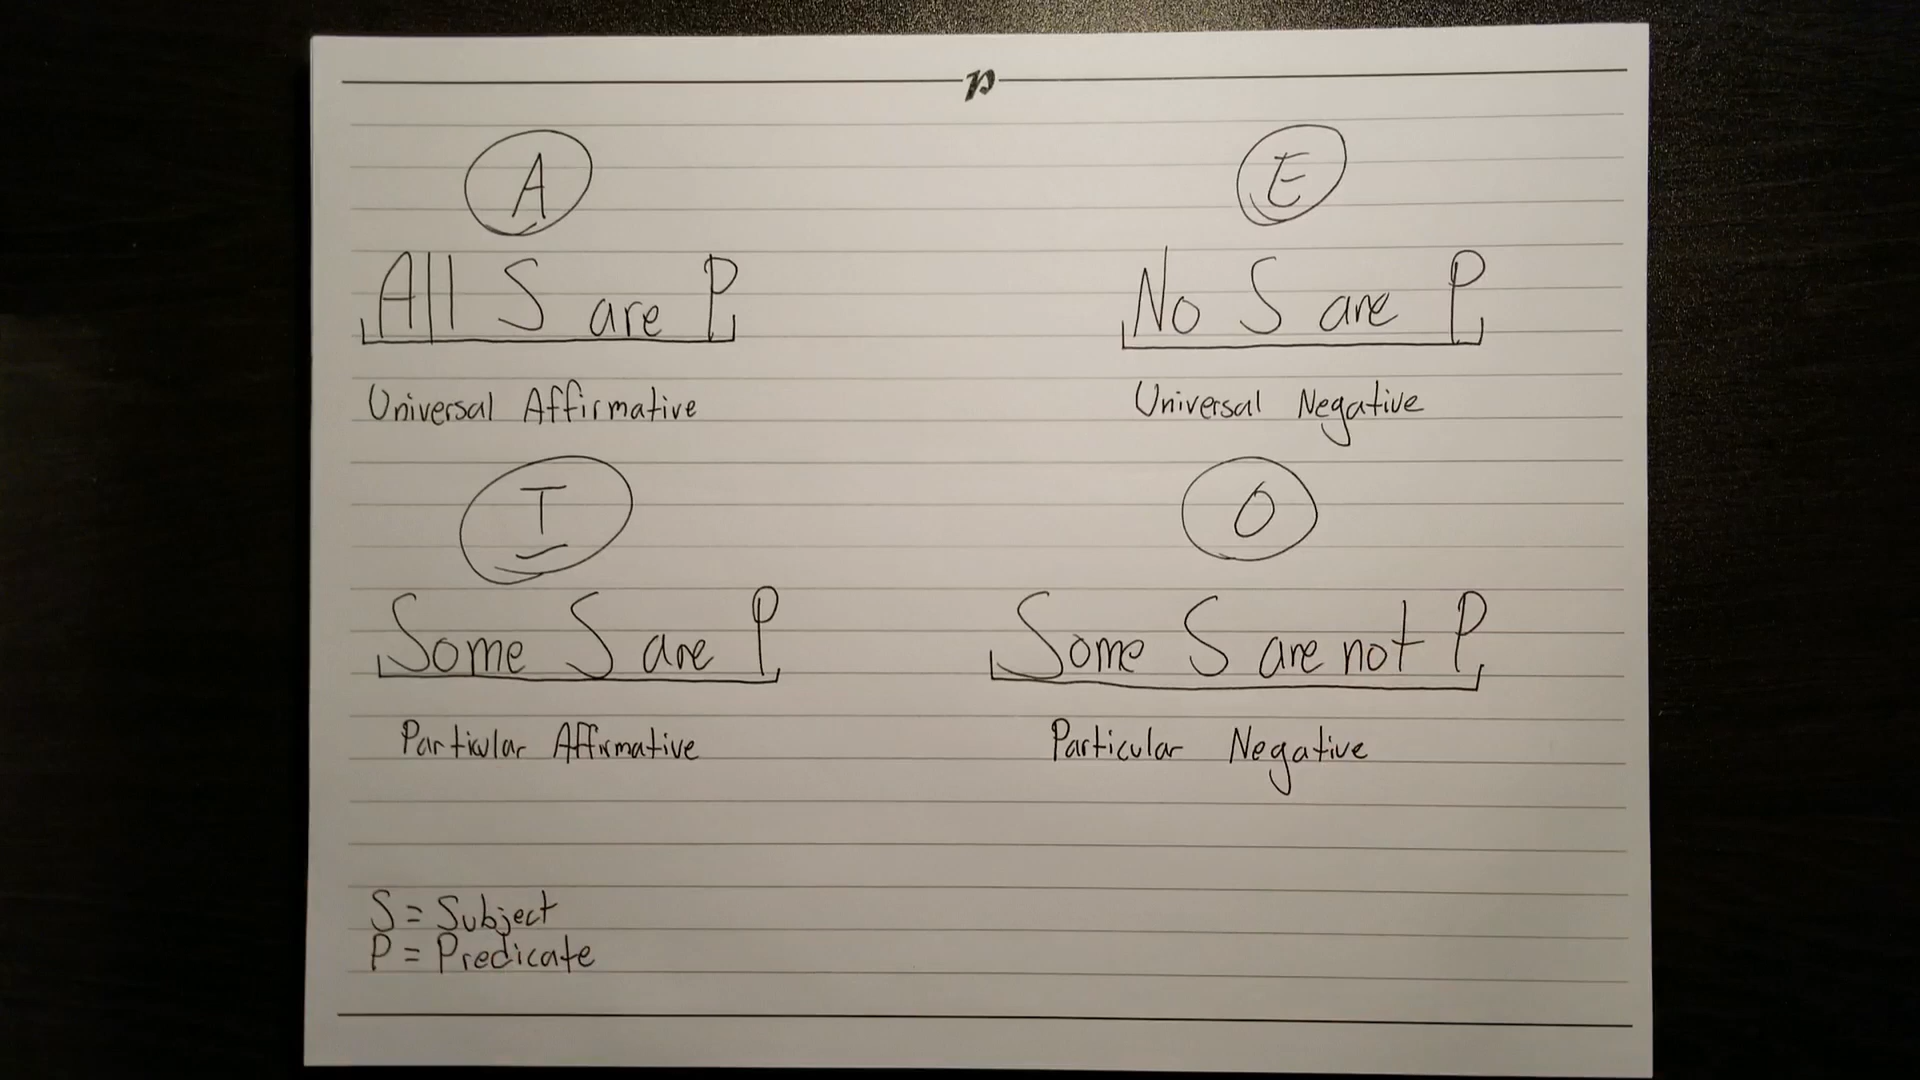 p
A
E
All S are P
No S are P
Universal Affirmative
Universal Negative
I
O
Some S are P
Some S are not P
Particular Affirmative
Particular Negative
S = Subject
P = Predicate